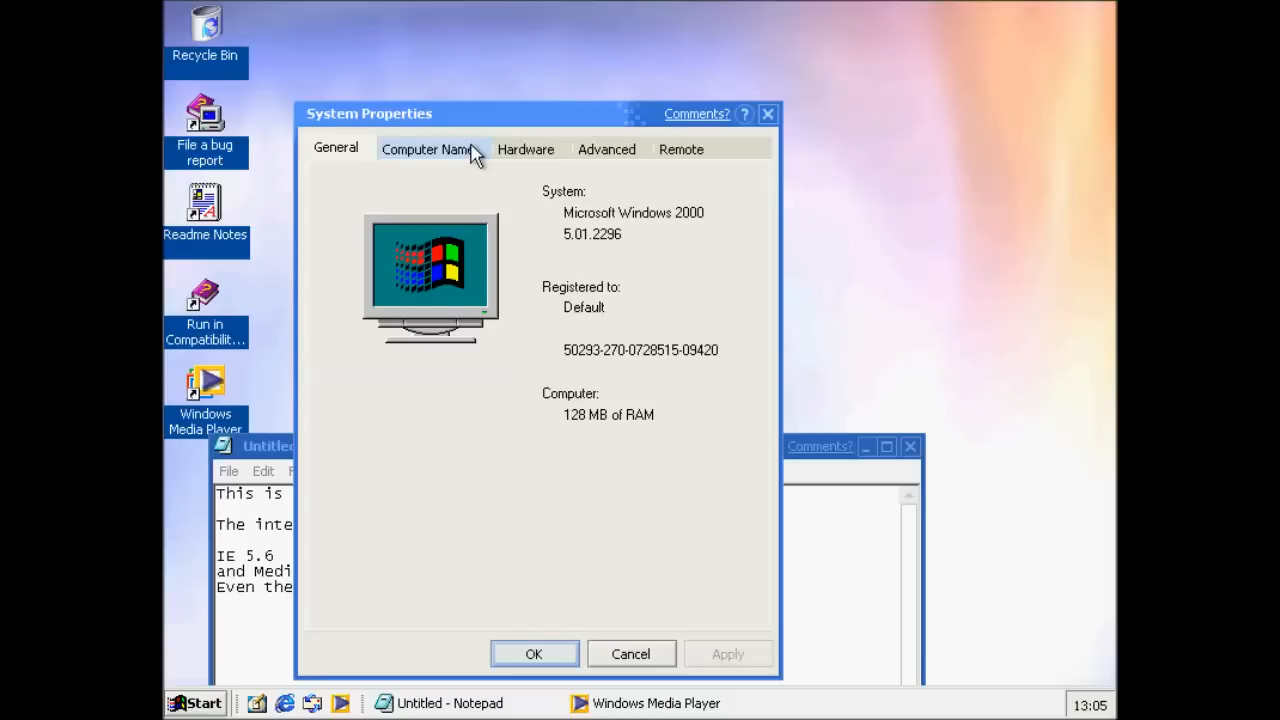 Recycle Bin
File a bug
report
Readme Notes
Run in
Compatibilit...
Windows
Media Player
System Properties
Comments?
General
Computer Name
Hardware
Advanced
Remote
System:
Microsoft Windows 2000
5.01.2296
Registered to:
Default
50293-270-0728515-09420
Computer:
128 MB of RAM
OK
Cancel
Apply
Untitled
Comments?
File
Edit
This is
The inte
IE 5.6
and Medi
Even the
Start
Untitled - Notepad
Windows Media Player
13:05